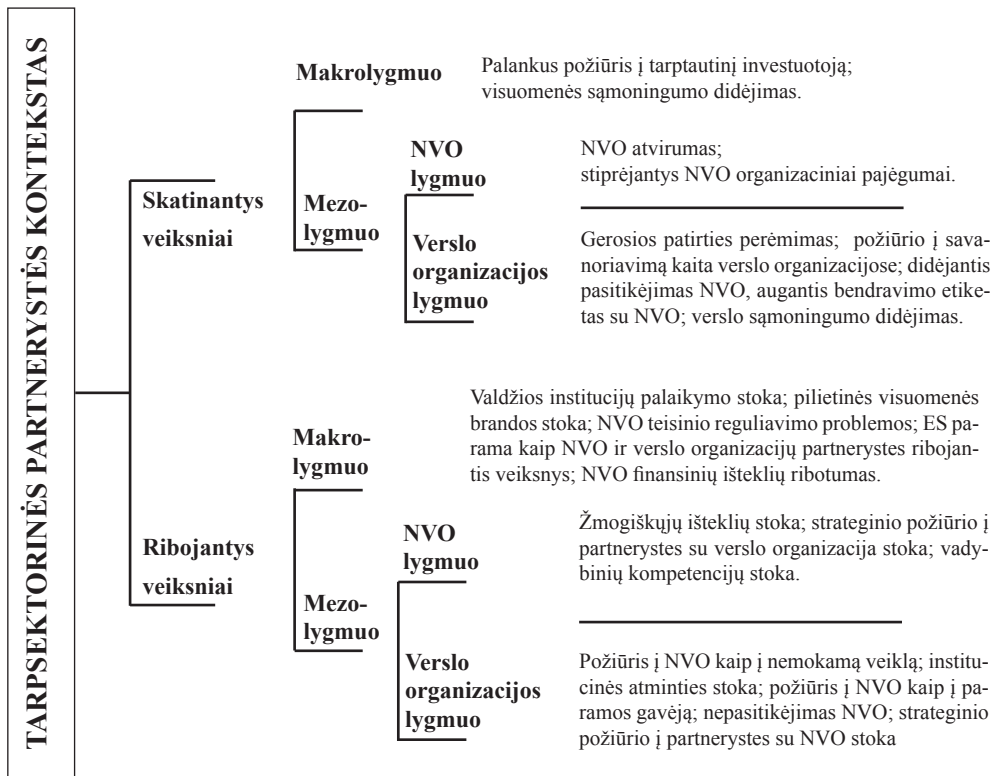 TARPSEKTORINĖS PARTNERYSTĖS KONTEKSTAS
Skatinantys
veiksniai
Makrolygmuo
Palankus požiūris į tarptautinį investuotoją;
visuomenės sąmoningumo didėjimas.
Mezo-
lygmuo
NVO
lygmuo
NVO atvirumas;
stiprėjantys NVO organizaciniai pajėgumai.
Verslo
organizacijos
lygmuo
Gerosios patirties perėmimas; požiūrio į sava-
noriavimą kaita verslo organizacijose; didėjantis
pasitikėjimas NVO, augantis bendravimo etike-
tas su NVO; verslo sąmoningumo didėjimas.
Ribojantys
veiksniai
Makro-
lygmuo
Valdžios institucijų palaikymo stoka; pilietinės visuomenės
brandos stoka; NVO teisinio reguliavimo problemos; ES pa-
rama kaip NVO ir verslo organizacijų partnerystes ribojan-
tis veiksnys; NVO finansinių išteklių ribotumas.
Mezo-
lygmuo
NVO
lygmuo
Žmogiškųjų išteklių stoka; strateginio požiūrio į
partnerystes su verslo organizacija stoka; vady-
binių kompetencijų stoka.
Verslo
organizacijos
lygmuo
Požiūris į NVO kaip į nemokamą veiklą; institu-
cinės atminties stoka; požiūris į NVO kaip į pa-
ramos gavėją; nepasitikėjimas NVO; strateginio
požiūrio į partnerystes su NVO stoka